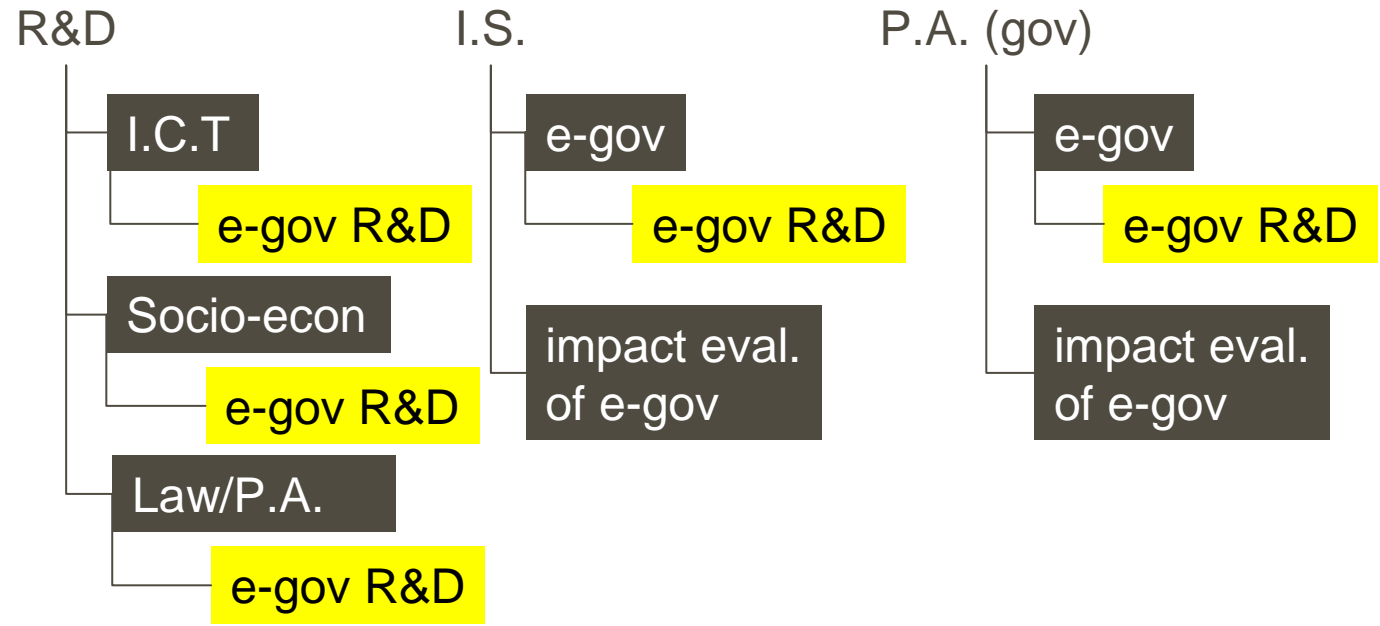 R&D
I.C.T
e-gov R&D
Socio-econ
e-gov R&D
Law/P.A.
e-gov R&D
I.S.
e-gov
e-gov R&D
impact eval.
of e-gov
P.A. (gov)
e-gov
e-gov R&D
impact eval.
of e-gov